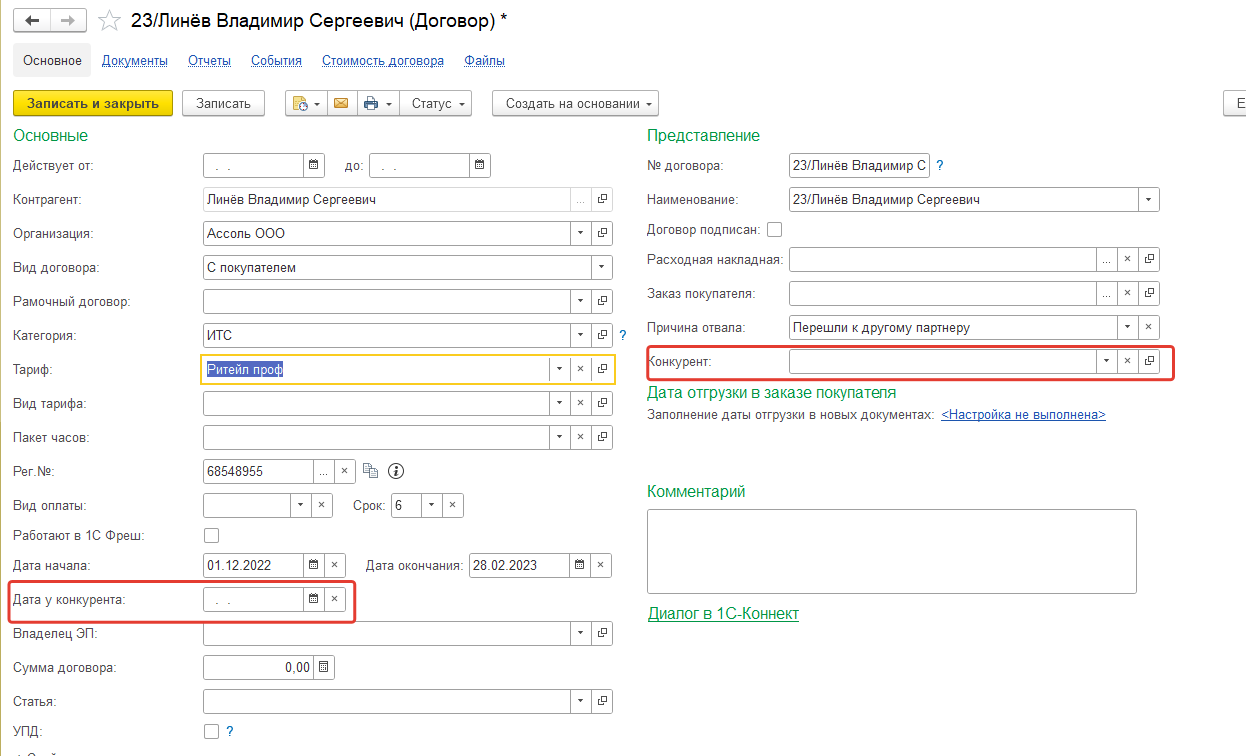 23/Линёв Владимир Сергеевич (Договор) *
Основное Документы Отчеты События Стоимость договора Файлы
Записать и закрыть Записать Статус Создать на основании Е
Основные
Действует от: . . до: . .
Контрагент: Линёв Владимир Сергеевич ...
Организация: Ассоль ООО
Вид договора: С покупателем
Рамочный договор:
Категория: ИТС ?
Тариф: Ритейл проф ×
Вид тарифа: ×
Пакет часов: ×
Рег.№: 68548955 ... ×
Вид оплаты: × Срок: 6 ×
Работают в 1С Фреш:
Дата начала: 01.12.2022 × Дата окончания: 28.02.2023 ×
Дата у конкурента: . . ×
Владелец ЭП:
Сумма договора: 0,00
Статья:
УПД: ?
Представление
№ договора: 23/Линёв Владимир С ?
Наименование: 23/Линёв Владимир Сергеевич
Договор подписан:
Расходная накладная: ... ×
Заказ покупателя: ... ×
Причина отвала: Перешли к другому партнеру ×
Конкурент: ×
Дата отгрузки в заказе покупателя
Заполнение даты отгрузки в новых документах: <Настройка не выполнена>
Комментарий
Диалог в 1С-Коннект